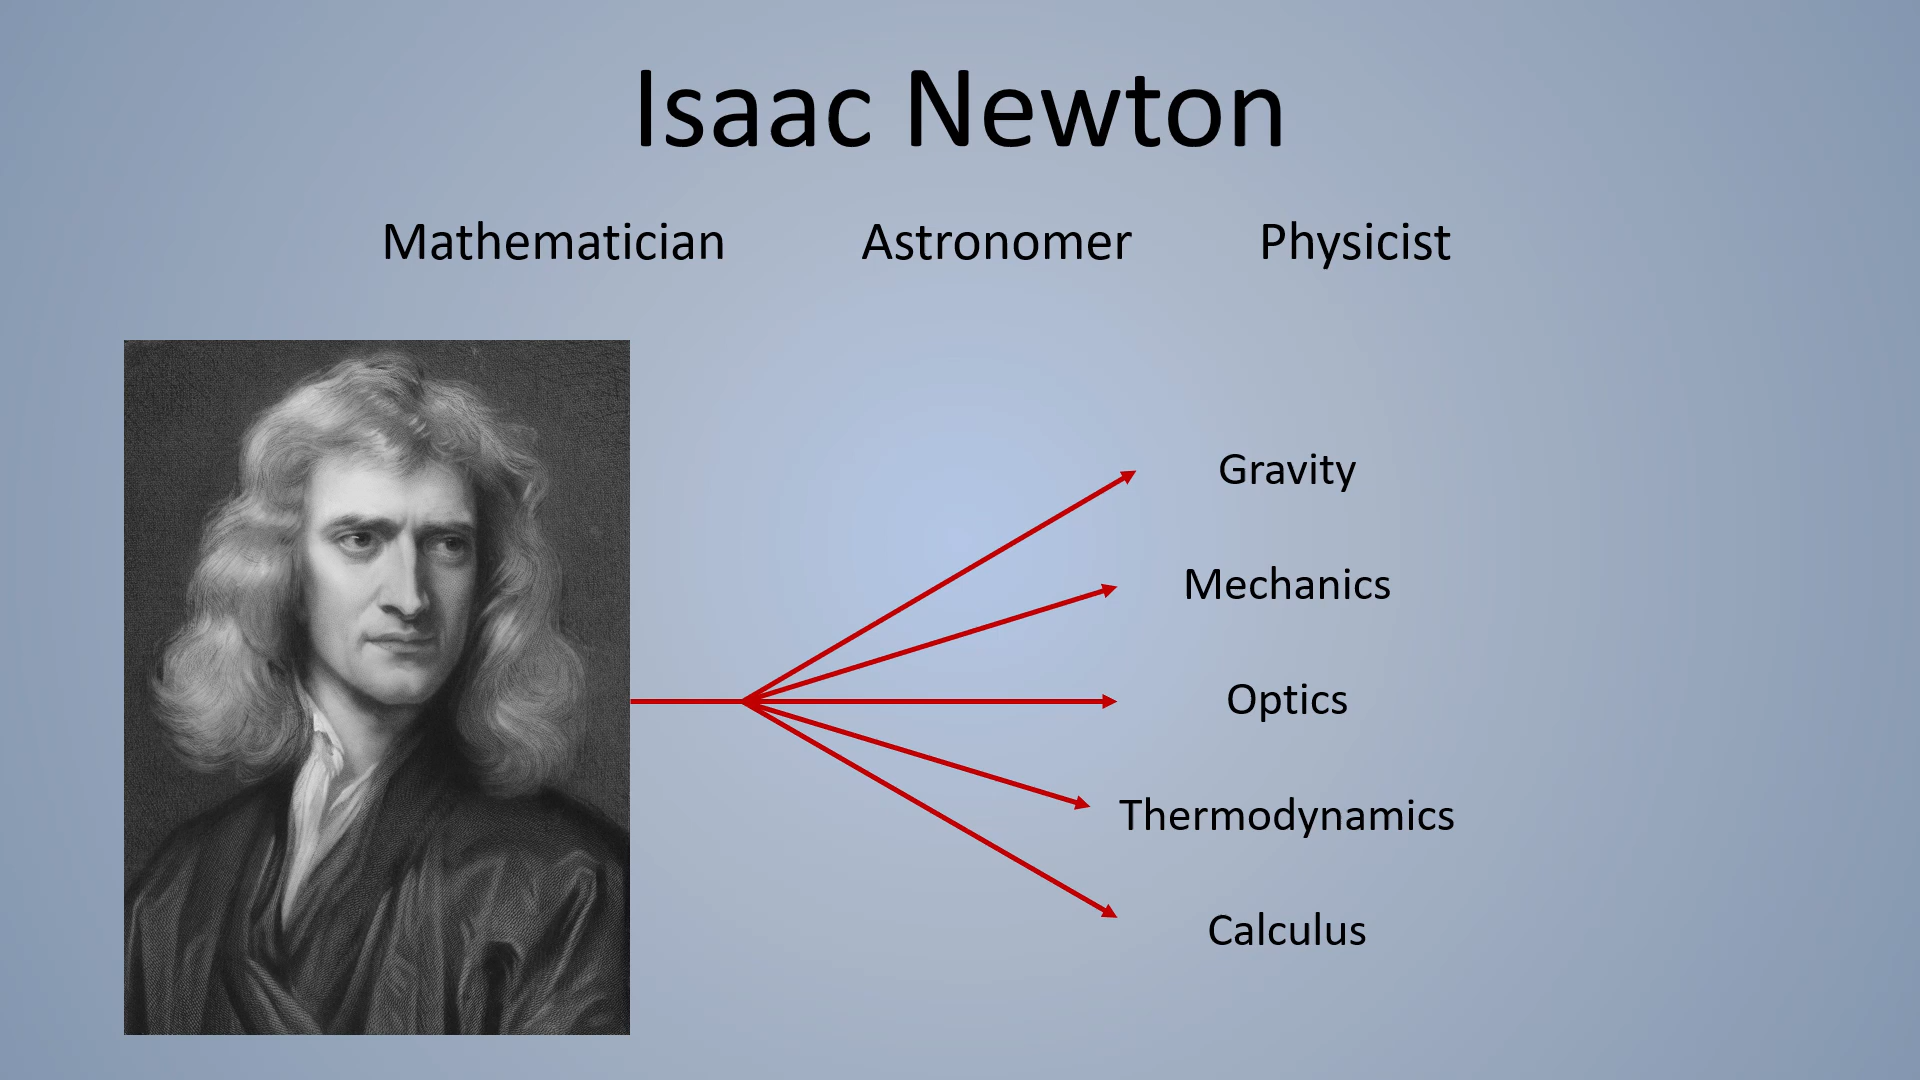 Isaac Newton
Mathematician Astronomer Physicist
Gravity
Mechanics
Optics
Thermodynamics
Calculus